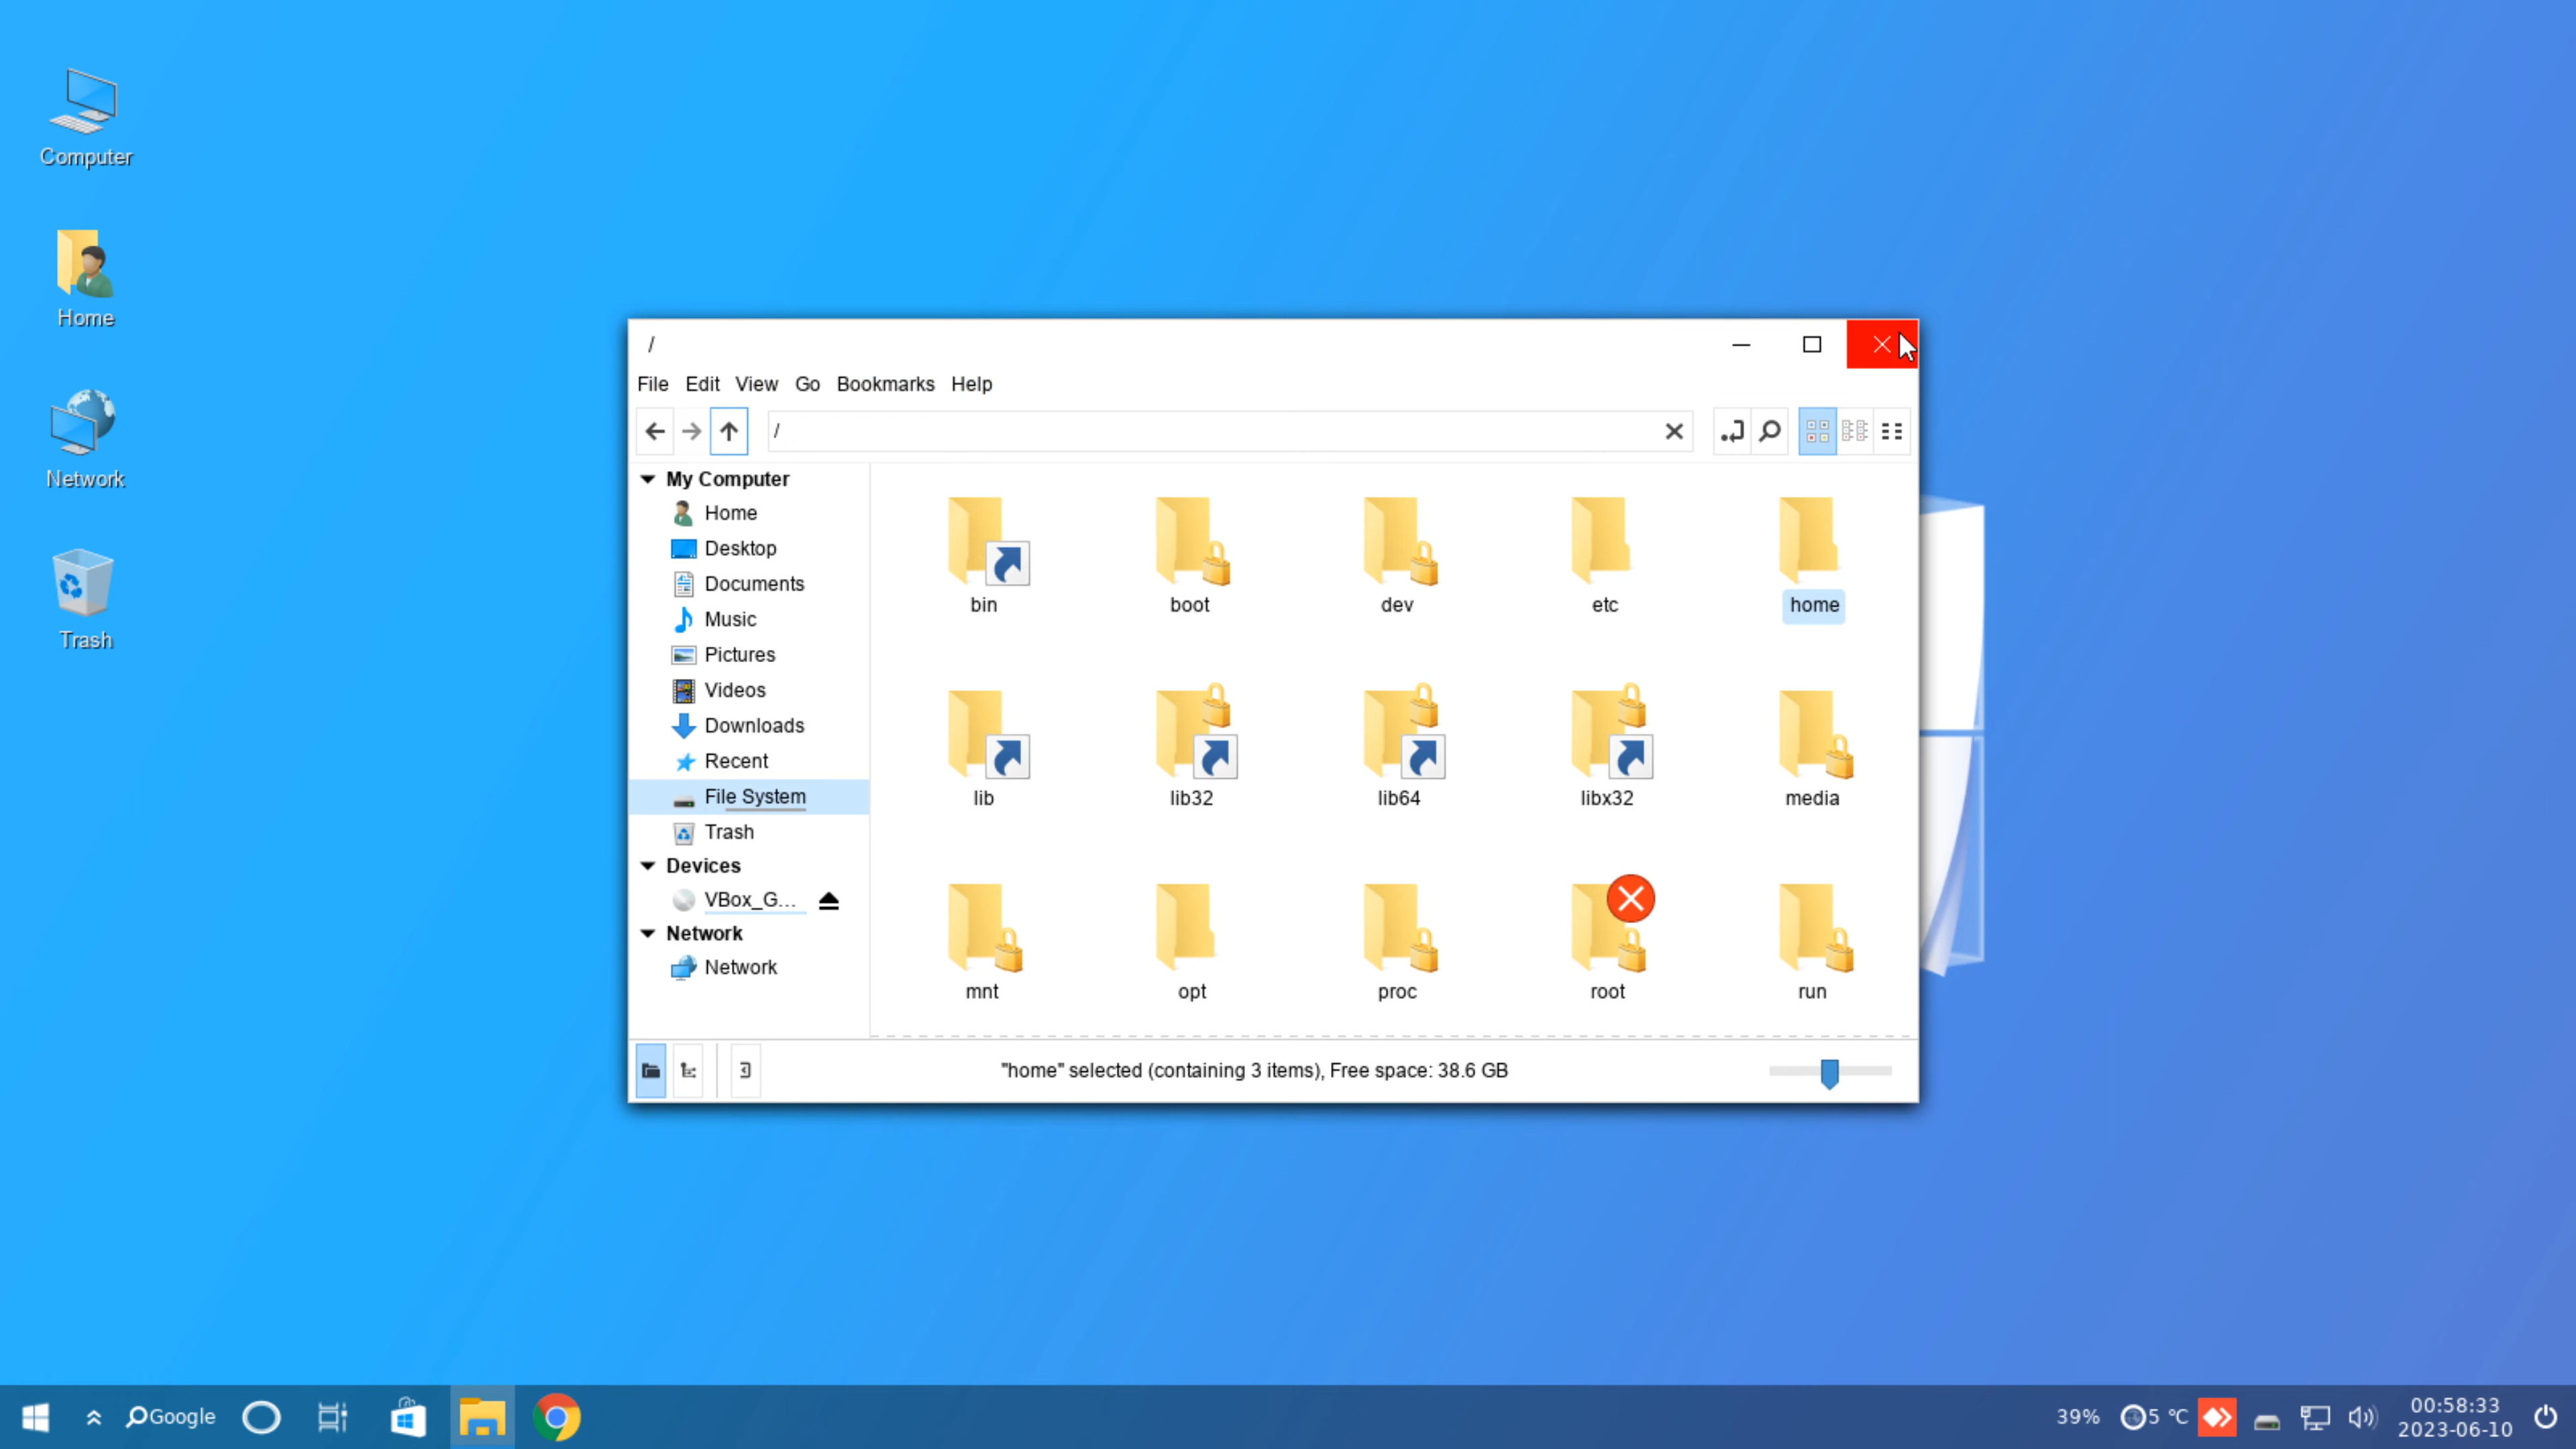 Computer
Home
Network
Trash
/
File Edit View Go Bookmarks Help
/
My Computer
Home
Desktop
Documents
Music
Pictures
Videos
Downloads
Recent
File System
Trash
Devices
VBox_G...
Network
Network
bin boot dev etc home
lib lib32 lib64 libx32 media
mnt opt proc root run
"home" selected (containing 3 items), Free space: 38.6 GB
Google
39% 5 °C
00:58:33
2023-06-10